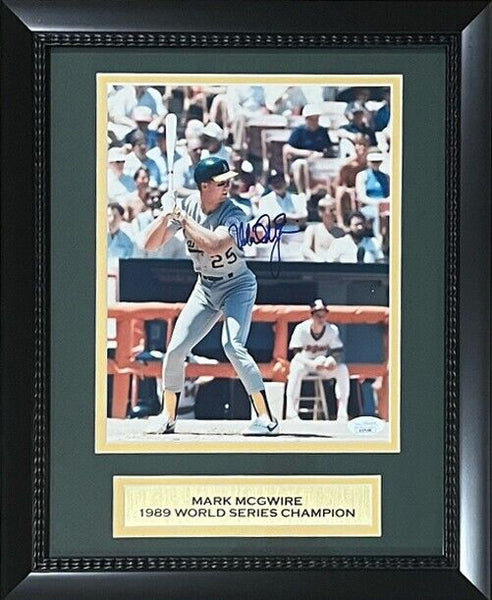 25
MARK MCGWIRE
1989 WORLD SERIES CHAMPION